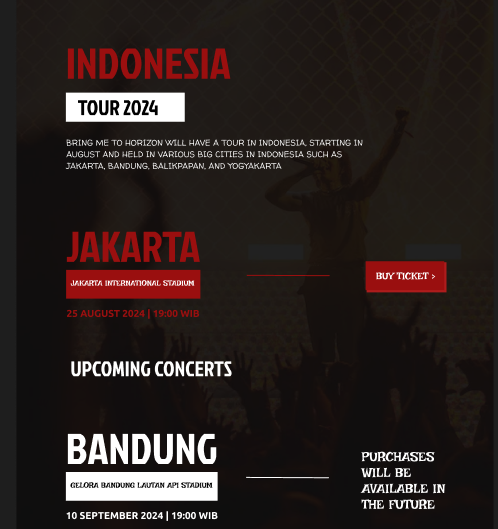 INDONESIA
TOUR 2024
BRING ME TO HORIZON WILL HAVE A TOUR IN INDONESIA, STARTING IN
AUGUST AND HELD IN VARIOUS BIG CITIES IN INDONESIA SUCH AS
JAKARTA, BANDUNG, BALIKPAPAN, AND YOGYAKARTA
JAKARTA
JAKARTA INTERNATIONAL STADIUM
BUY TICKET >
25 AUGUST 2024 | 19:00 WIB
UPCOMING CONCERTS
BANDUNG
GELORA BANDUNG LAUTAN API STADIUM
10 SEPTEMBER 2024 | 19:00 WIB
PURCHASES
WILL BE
AVAILABLE IN
THE FUTURE